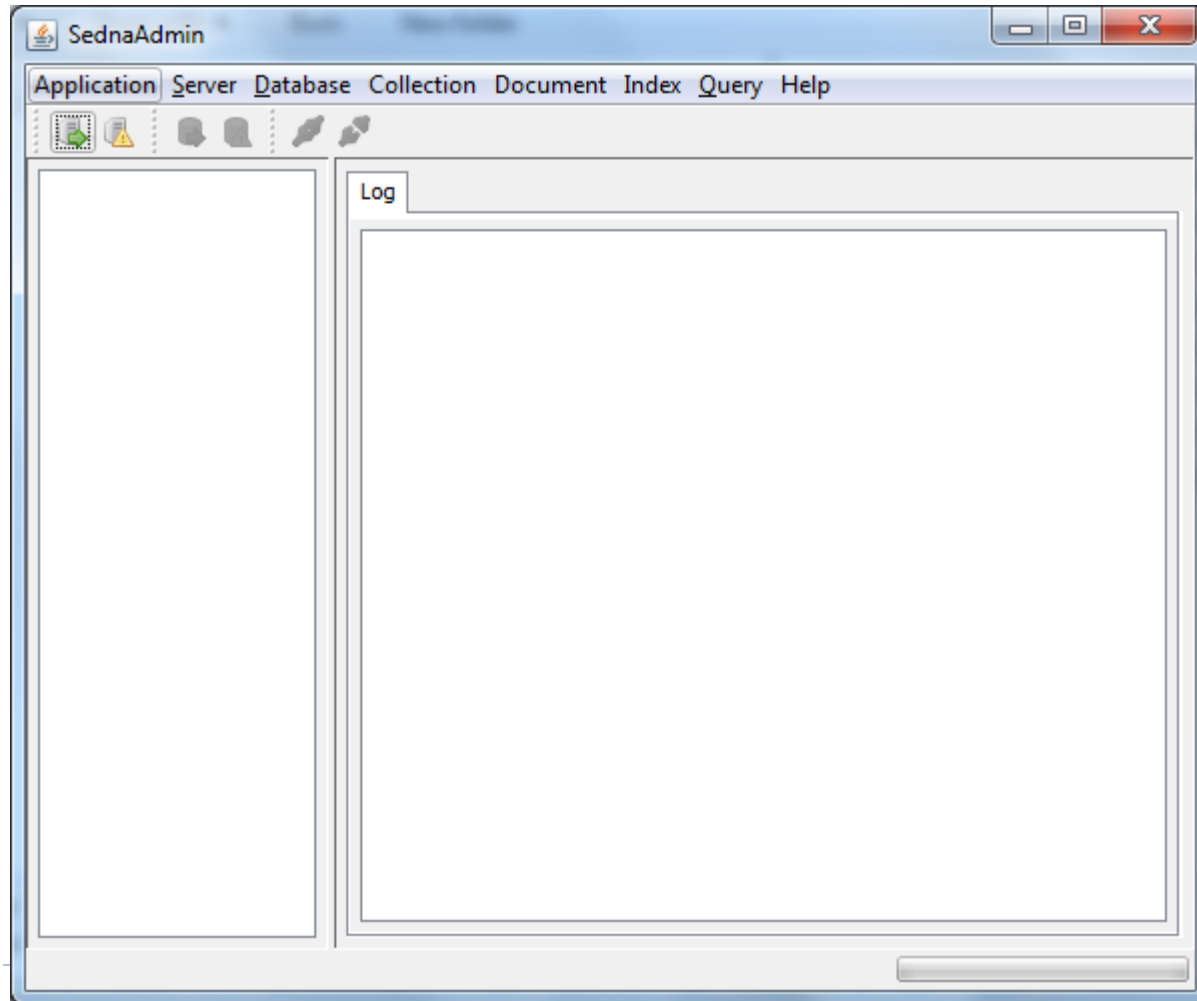 SednaAdmin
Application Server Database Collection Document Index Query Help
Log